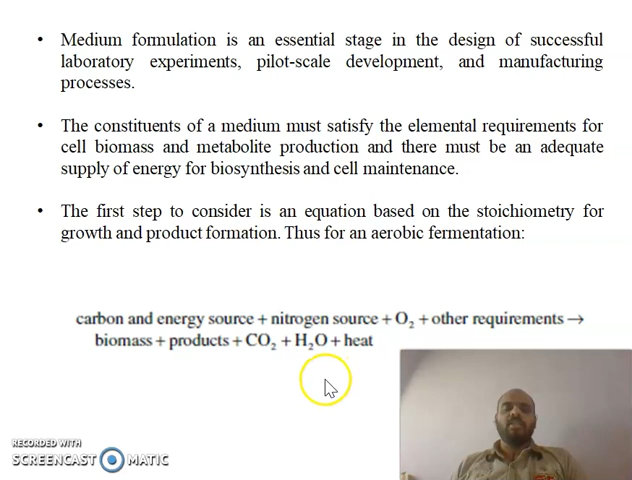 • Medium formulation is an essential stage in the design of successful
laboratory experiments, pilot-scale development, and manufacturing
processes.
• The constituents of a medium must satisfy the elemental requirements for
cell biomass and metabolite production and there must be an adequate
supply of energy for biosynthesis and cell maintenance.
• The first step to consider is an equation based on the stoichiometry for
growth and product formation. Thus for an aerobic fermentation:
carbon and energy source + nitrogen source + O₂ + other requirements →
biomass + products + CO₂ + H₂O + heat
RECORDED WITH
SCREENCAST MATIC